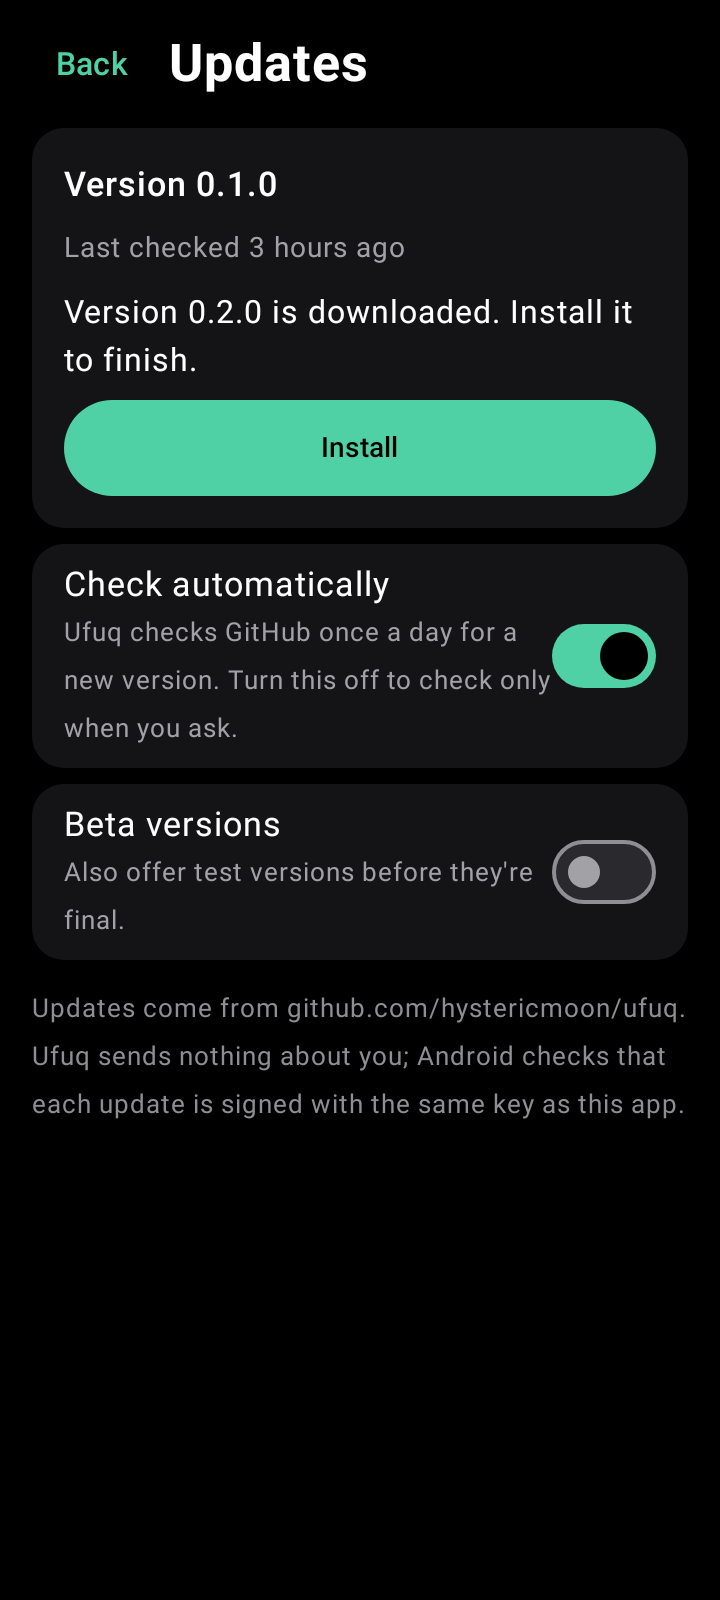 Back
Updates
Version 0.1.0
Last checked 3 hours ago
Version 0.2.0 is downloaded. Install it
to finish.
Install
Check automatically
Ufuq checks GitHub once a day for a
new version. Turn this off to check only
when you ask.
Beta versions
Also offer test versions before they're
final.
Updates come from github.com/hystericmoon/ufuq.
Ufuq sends nothing about you; Android checks that
each update is signed with the same key as this app.